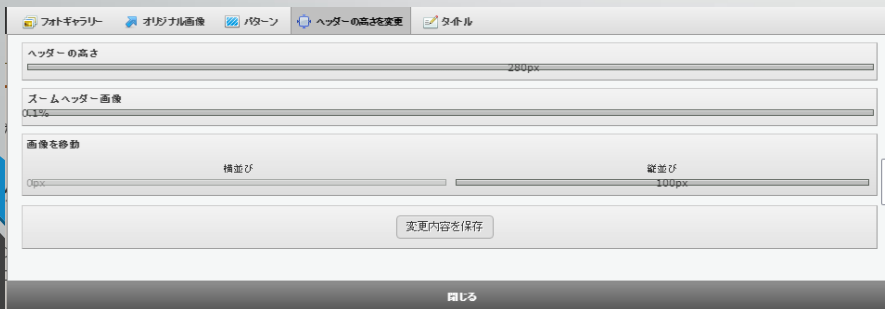 フォトギャラリー オリジナル画像 パターン ヘッダーの高さを変更 タイトル
ヘッダーの高さ
280px
ズームヘッダー画像
0.1%
画像を移動
横並び 縦並び
0px 100px
変更内容を保存
閉じる